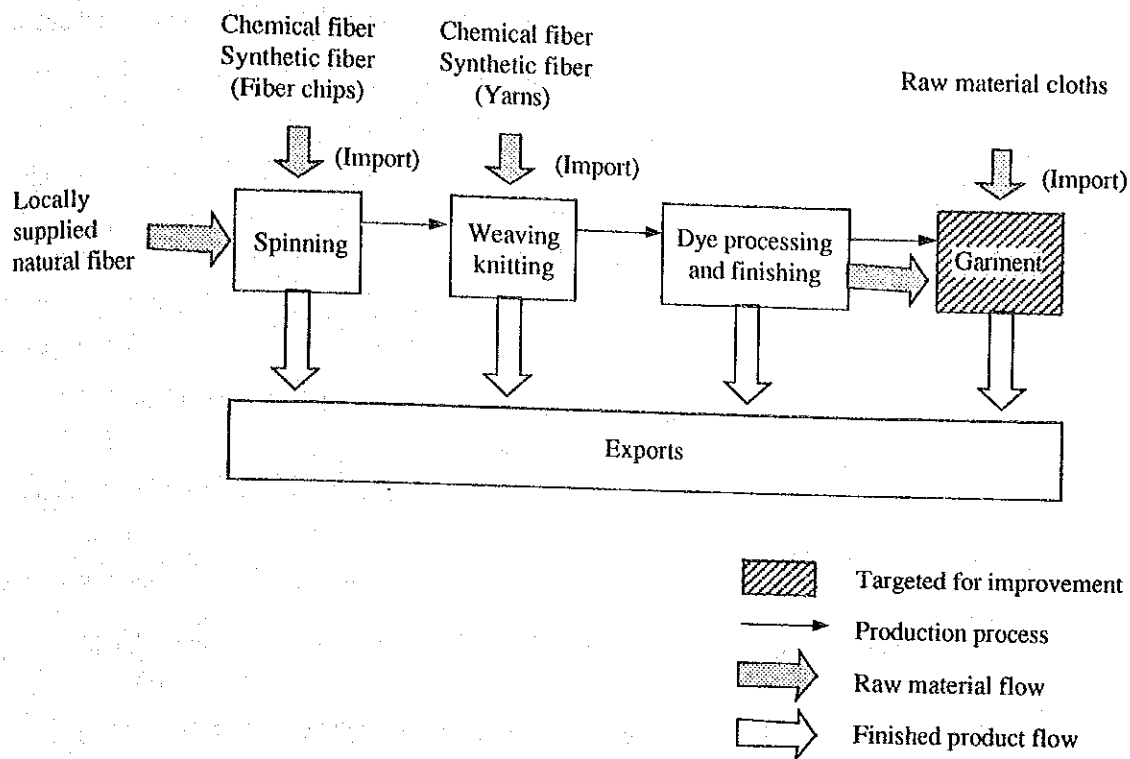 Chemical fiber
Synthetic fiber
(Fiber chips)
Chemical fiber
Synthetic fiber
(Yarns)
Raw material cloths
(Import)
(Import)
(Import)
Locally
supplied
natural fiber
Spinning
Weaving
knitting
Dye processing
and finishing
Garment
Exports
Targeted for improvement
Production process
Raw material flow
Finished product flow